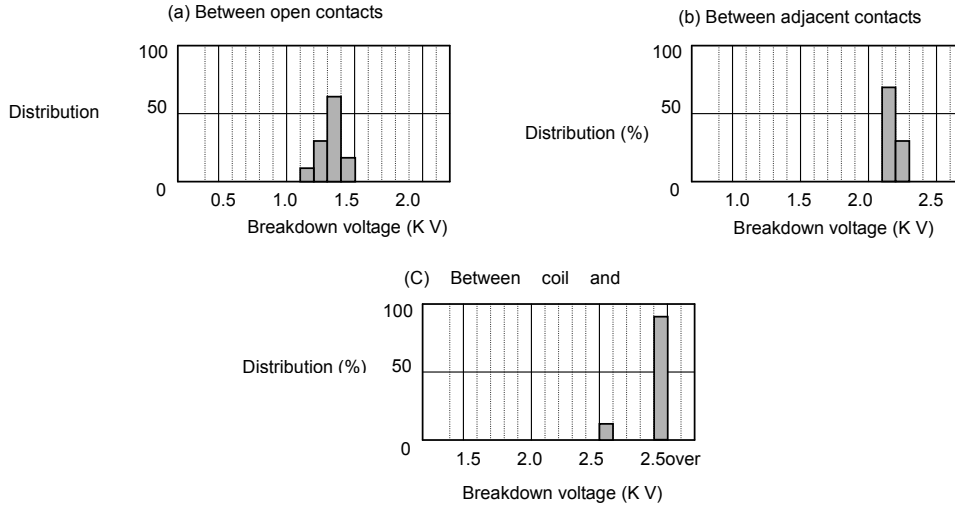 (a) Between open contacts
100
50
0
Distribution
0.5 1.0 1.5 2.0
Breakdown voltage (K V)
(b) Between adjacent contacts
100
50
0
Distribution (%)
1.0 1.5 2.0 2.5
Breakdown voltage (K V)
(C) Between coil and
100
50
0
Distribution (%)
1.5 2.0 2.5 2.5over
Breakdown voltage (K V)